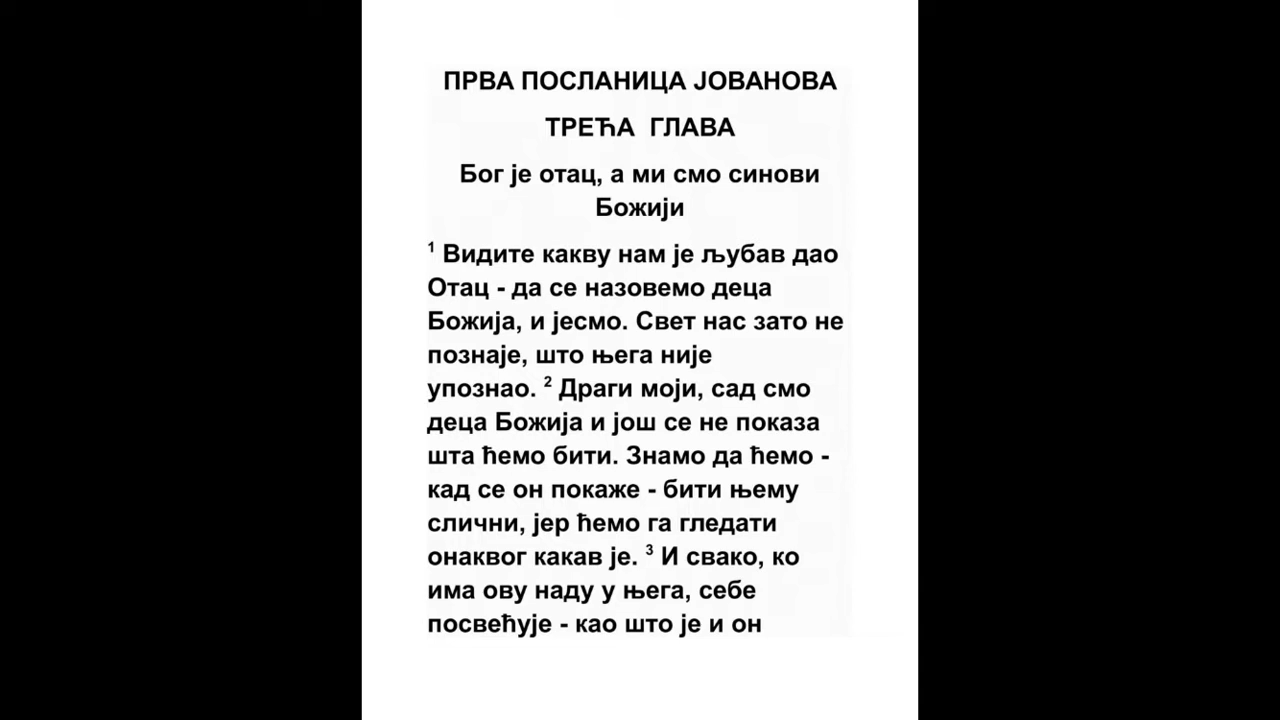 ПРВА ПОСЛАНИЦА ЈОВАНОВА
ТРЕЋА ГЛАВА
Бог је отац, а ми смо синови
Божији
¹ Видите какву нам је љубав дао
Отац - да се назовемо деца
Божија, и јесмо. Свет нас зато не
познаје, што њега није
упознао. ² Драги моји, сад смо
деца Божија и још се не показа
шта ћемо бити. Знамо да ћемо -
кад се он покаже - бити њему
слични, јер ћемо га гледати
онаквог какав је. ³ И свако, ко
има ову наду у њега, себе
посвећује - као што је и он